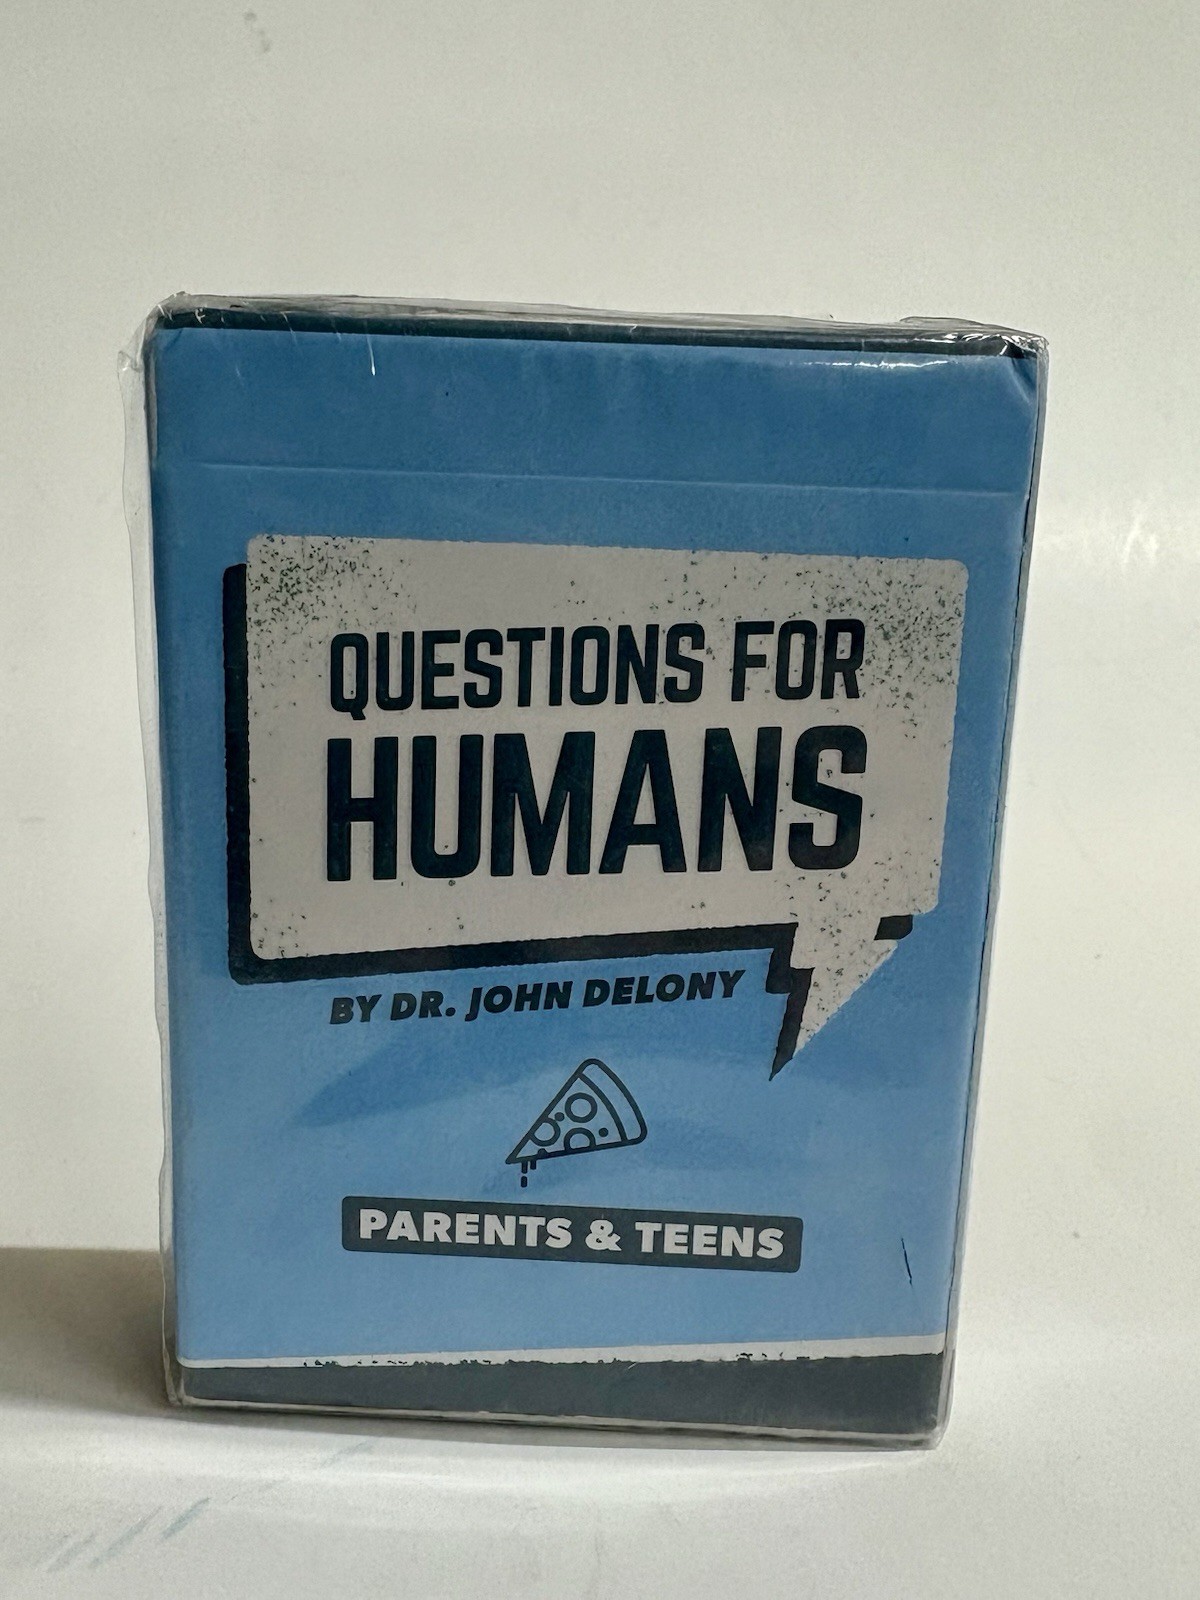 QUESTIONS FOR
HUMANS
BY DR. JOHN DELONY
PARENTS & TEENS